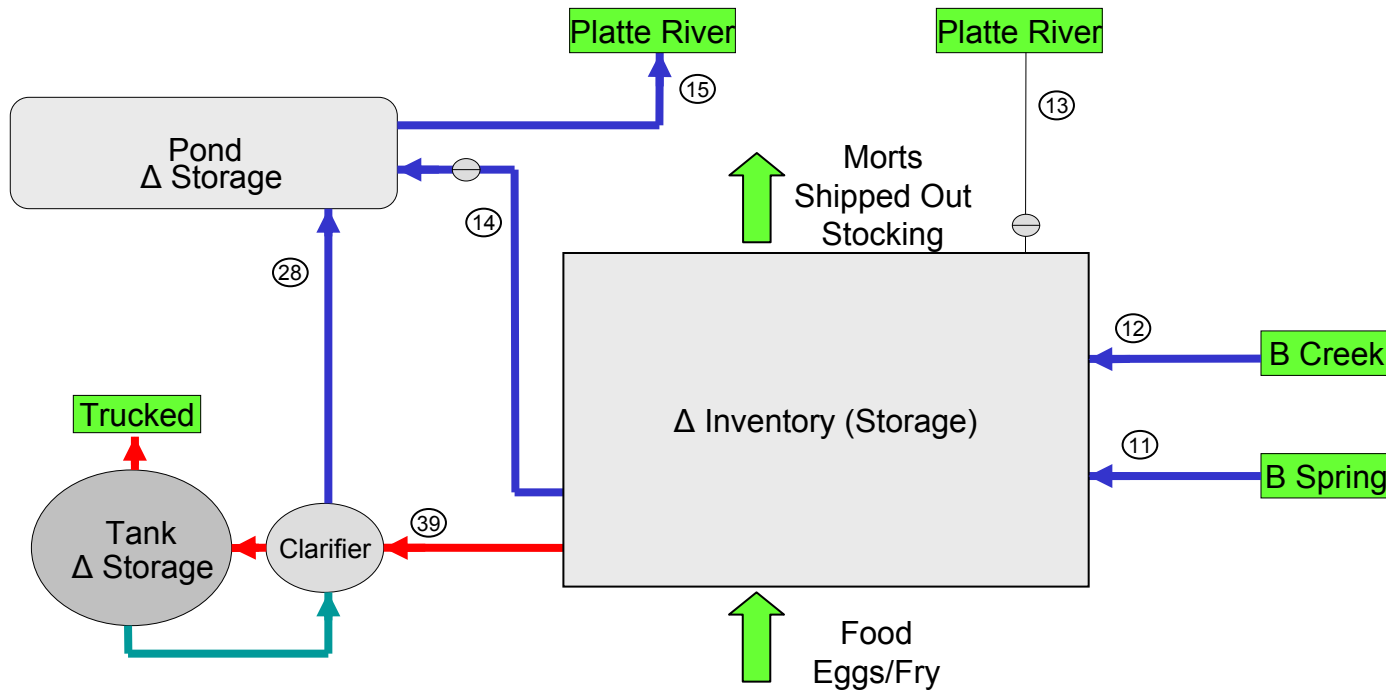 Platte River
Platte River
15
13
Pond
Δ Storage
Morts
Shipped Out
Stocking
14
28
12
B Creek
Trucked
Δ Inventory (Storage)
11
B Spring
39
Tank
Δ Storage
Clarifier
Food
Eggs/Fry